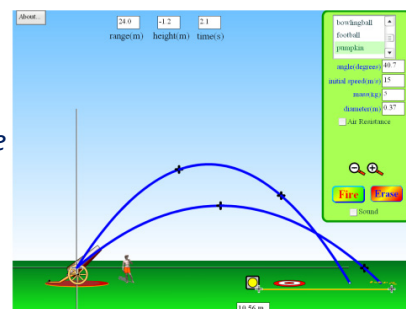 About...
24.0 -1.2 2.1
range(m) height(m) time(s)
bowlingball
football
pumpkin
angle(degrees) 40.7
initial speed(m/s) 15
mass(kg) 3
diameter(m) 0.37
Air Resistance
Fire Erase
Sound
10.56 m
e